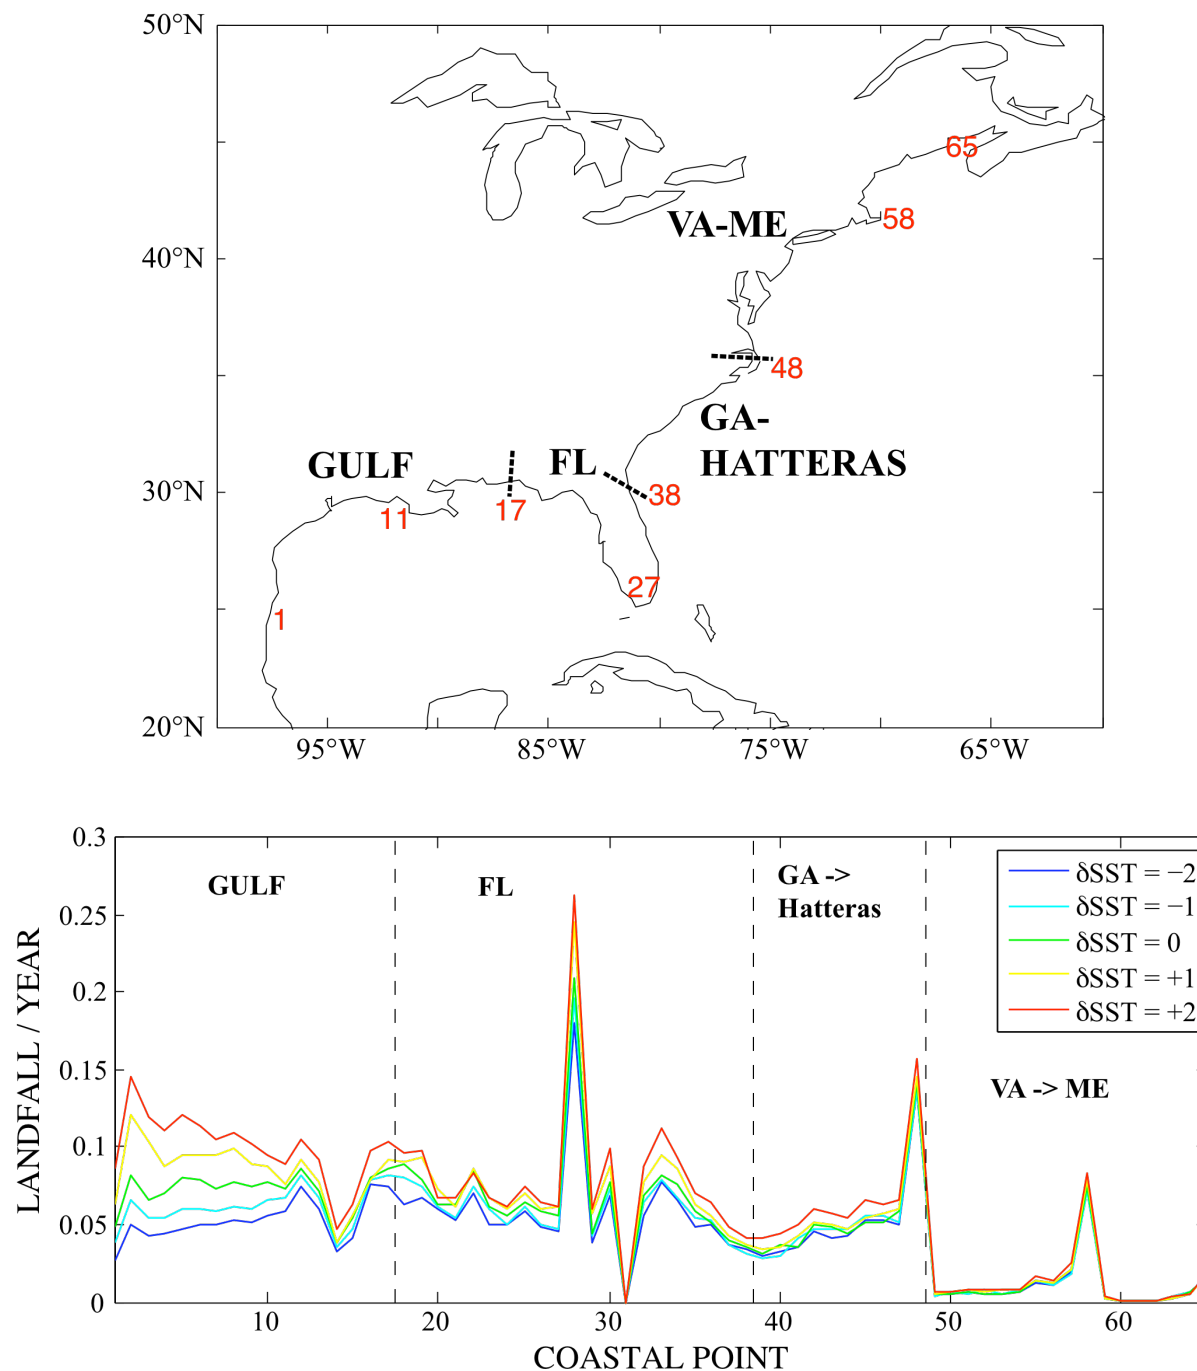 50°N
65
VA-ME
58
40°N
48
GA-
HATTERAS
GULF
FL
30°N
38
11
17
27
1
20°N
95°W
85°W
75°W
65°W
0.3
GULF
FL
GA ->
Hatteras
δSST = −2
δSST = −1
δSST = 0
δSST = +1
δSST = +2
0.25
0.2
0.15
VA -> ME
0.1
0.05
0
LANDFALL / YEAR
10
20
30
40
50
60
COASTAL POINT